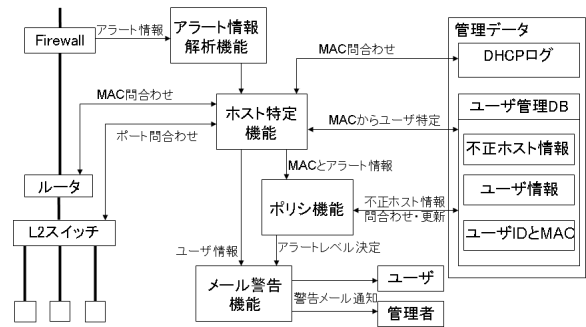 Firewall
アラート情報
アラート情報
解析機能
管理データ
DHCPログ
MAC問合わせ
MAC問合わせ
ポート問合わせ
ホスト特定
機能
MACからユーザ特定
ユーザ管理DB
不正ホスト情報
ユーザ情報
ユーザIDとMAC
MACとアラート情報
ルータ
L2スイッチ
ポリシ機能
不正ホスト情報
問合わせ・更新
ユーザ情報
アラートレベル決定
メール警告
機能
警告メール通知
ユーザ
管理者